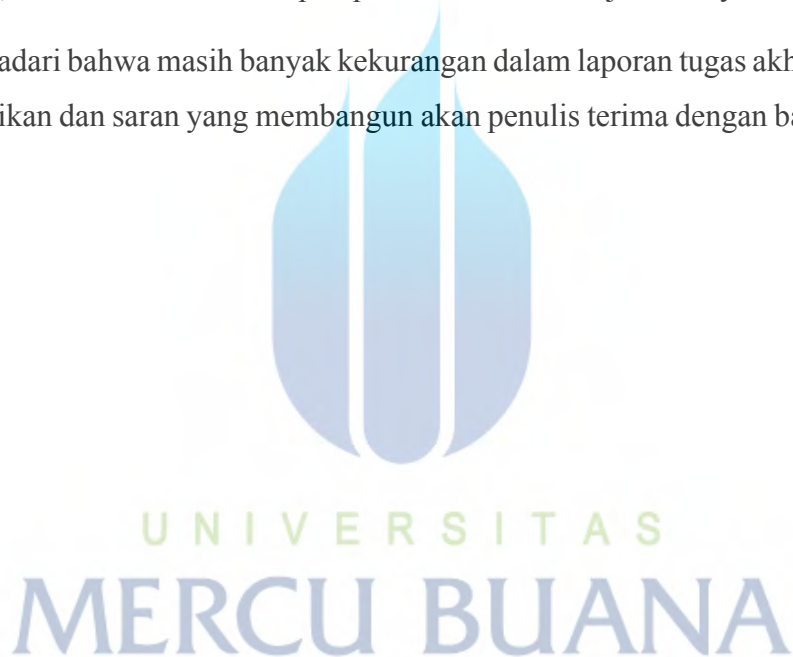 adari bahwa masih banyak kekurangan dalam laporan tugas akh
ikan dan saran yang membangun akan penulis terima dengan ba
UNIVERSITAS
MERCU BUANA